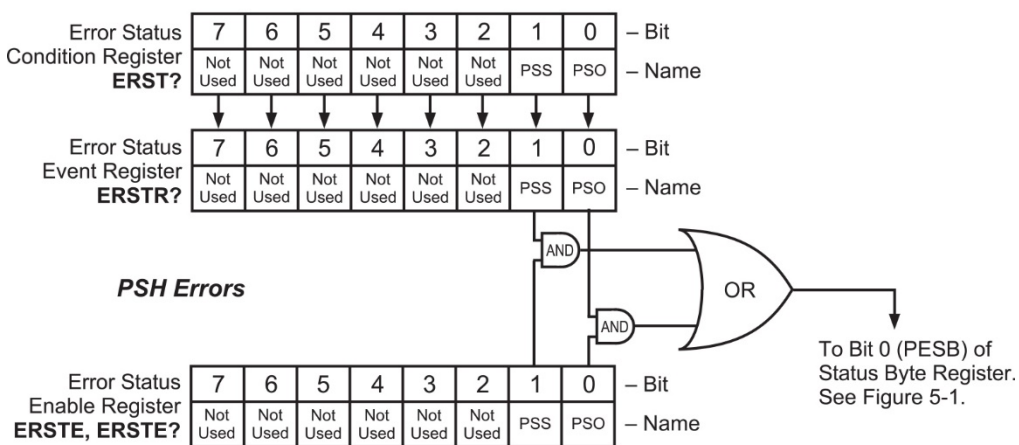 Error Status
Condition Register
ERST?
7 6 5 4 3 2 1 0 – Bit
Not Used Not Used Not Used Not Used Not Used Not Used PSS PSO – Name
Error Status
Event Register
ERSTR?
7 6 5 4 3 2 1 0 – Bit
Not Used Not Used Not Used Not Used Not Used Not Used PSS PSO – Name
AND
OR
PSH Errors
AND
To Bit 0 (PESB) of
Status Byte Register.
See Figure 5-1.
Error Status
Enable Register
ERSTE, ERSTE?
7 6 5 4 3 2 1 0 – Bit
Not Used Not Used Not Used Not Used Not Used Not Used PSS PSO – Name